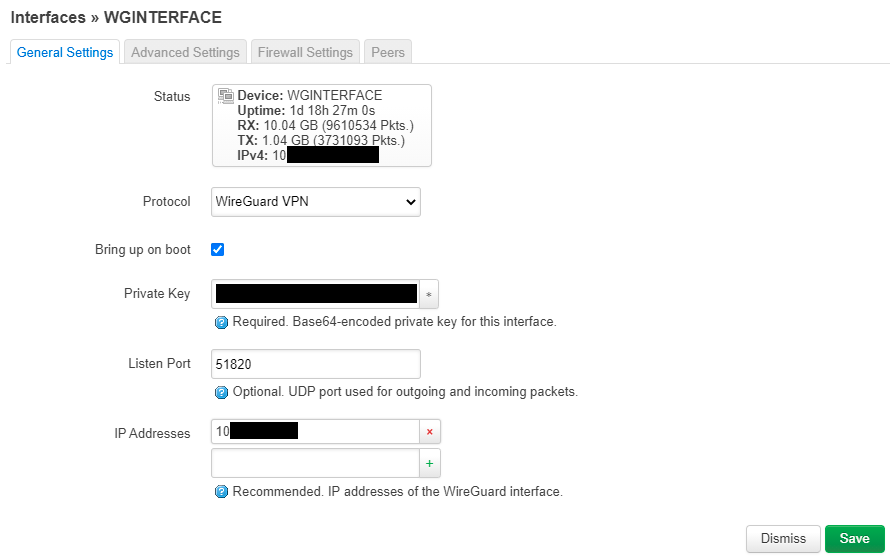 Interfaces » WGINTERFACE
General Settings
Advanced Settings
Firewall Settings
Peers
Status
Device: WGINTERFACE
Uptime: 1d 18h 27m 0s
RX: 10.04 GB (9610534 Pkts.)
TX: 1.04 GB (3731093 Pkts.)
IPv4: 10
Protocol
WireGuard VPN
Bring up on boot
Private Key
*
Required. Base64-encoded private key for this interface.
Listen Port
51820
Optional. UDP port used for outgoing and incoming packets.
IP Addresses
10
×
+
Recommended. IP addresses of the WireGuard interface.
Dismiss
Save